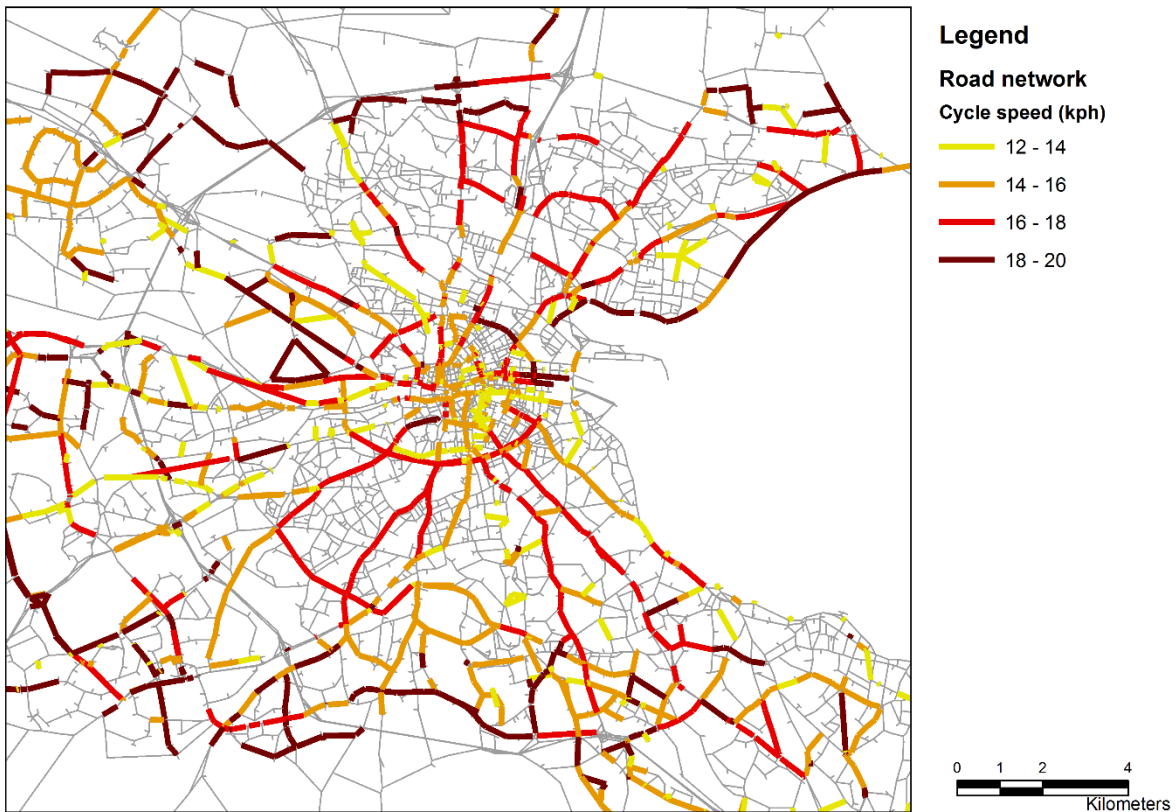 Legend
Road network
Cycle speed (kph)
12 - 14
14 - 16
16 - 18
18 - 20
0 1 2 4
Kilometers